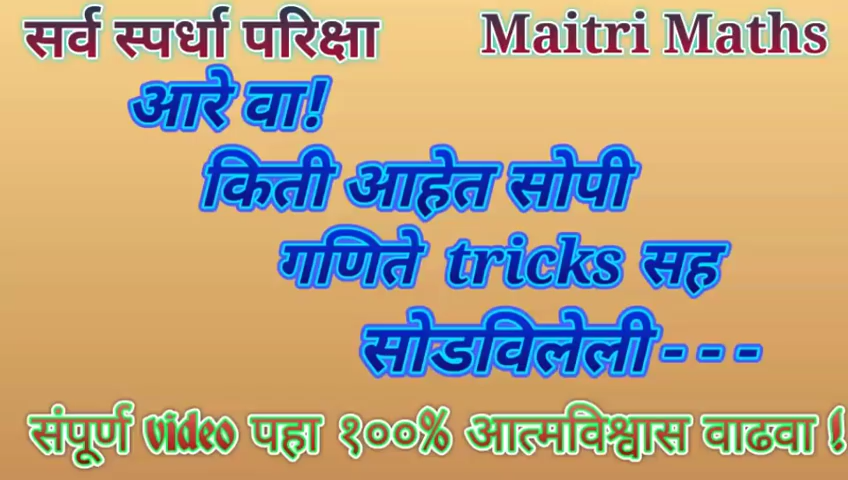 सर्व स्पर्धा परिक्षा Maitri Maths
आरे वा!
किती आहेत सोपी
गणिते tricks सह
सोडविलेली - - -
संपूर्ण video पहा १००% आत्मविश्वास वाढवा !